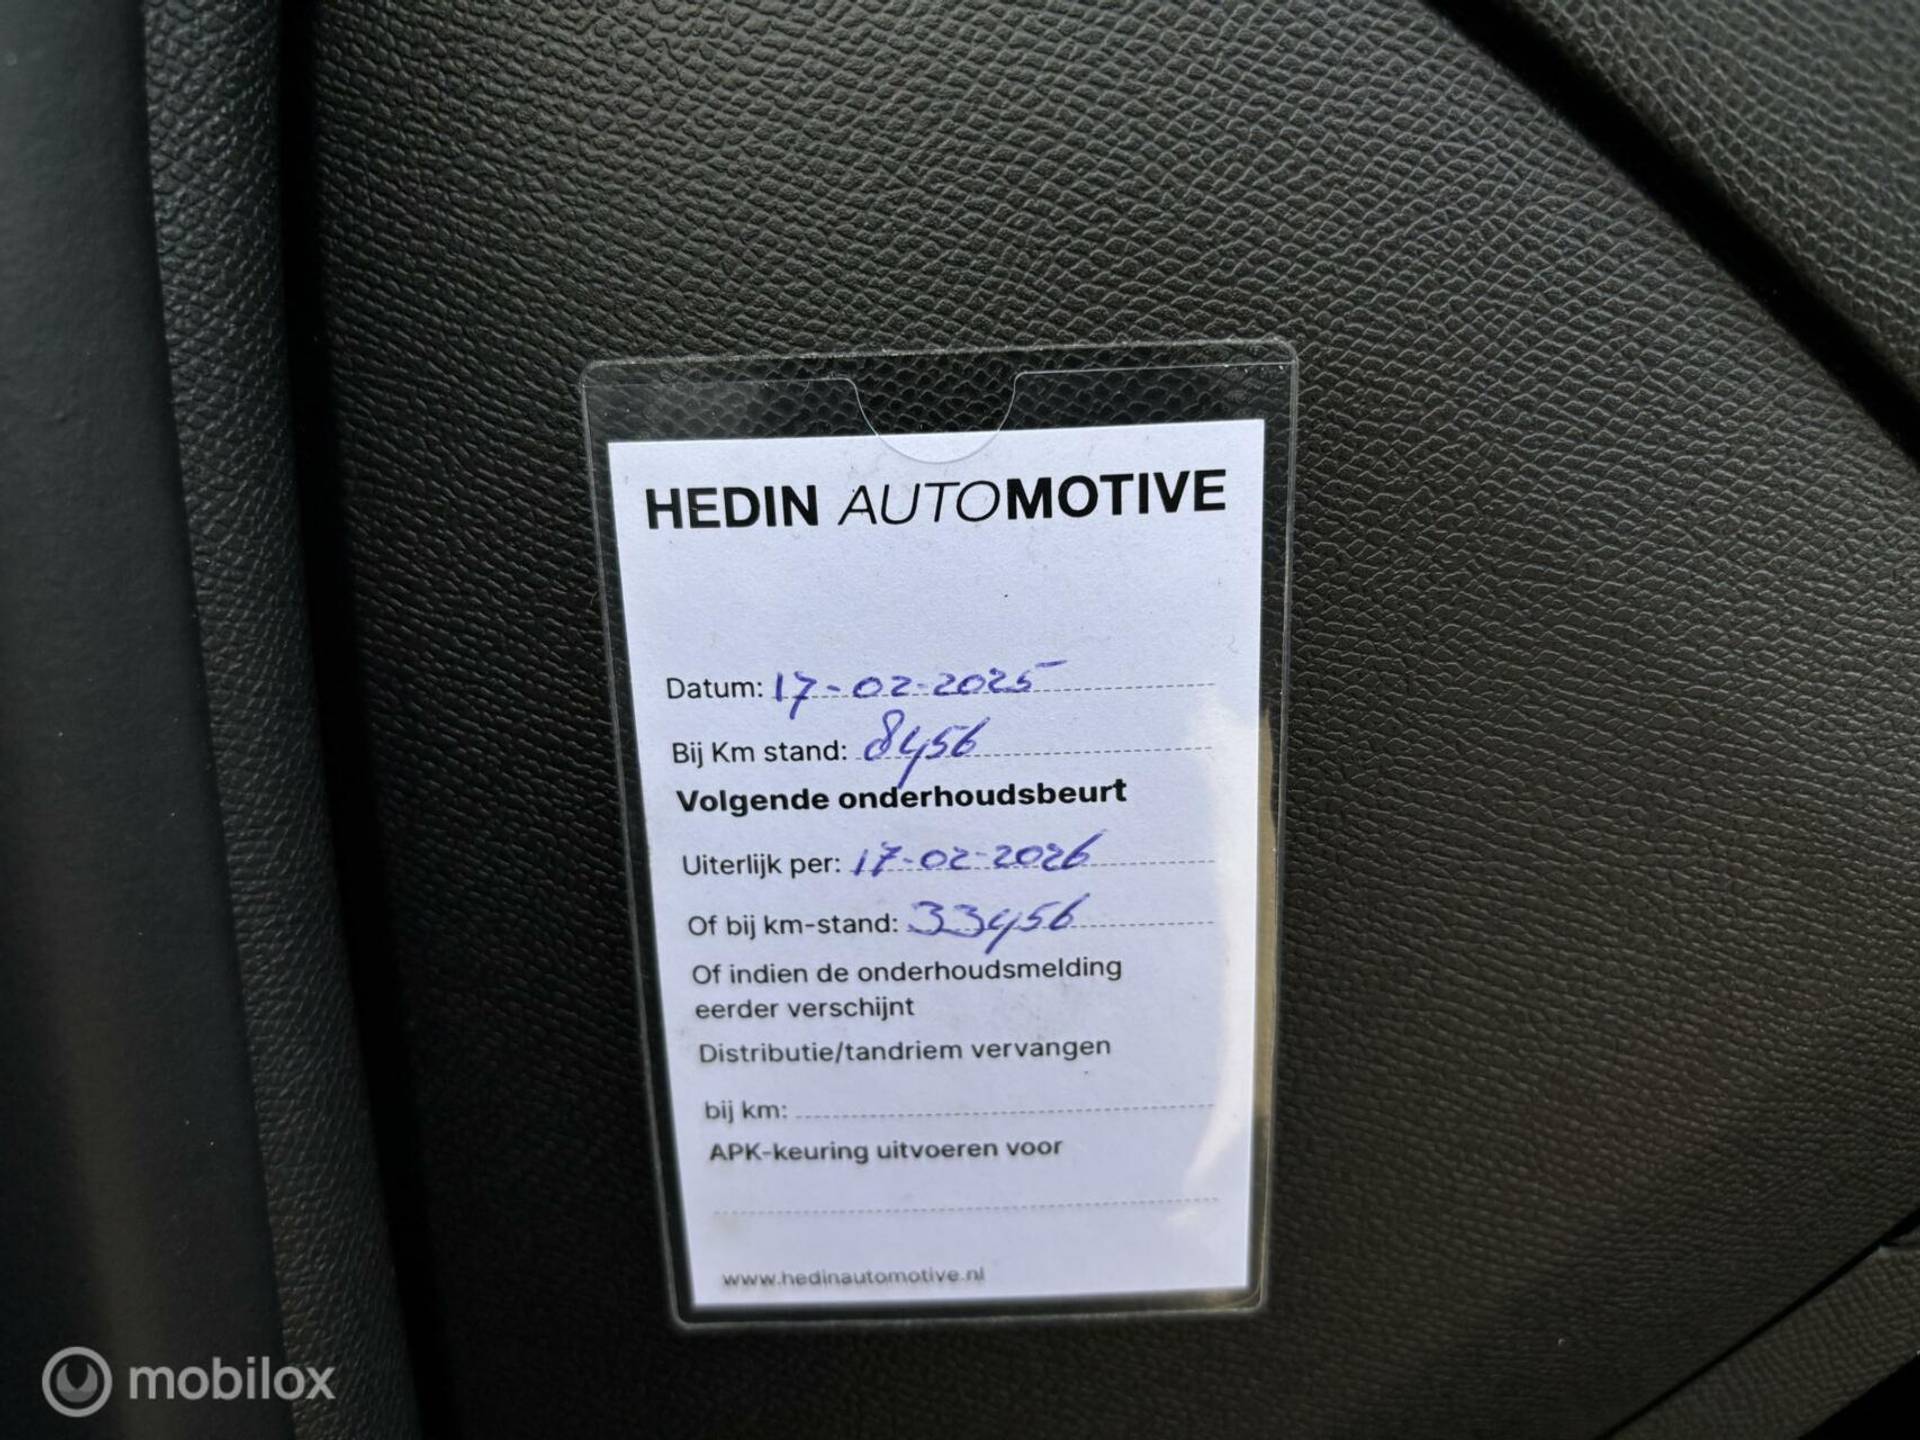 HEDIN AUTOMOTIVE
Datum: 17-02-2025
Bij Km stand: 8456
Volgende onderhoudsbeurt
Uiterlijk per: 17-02-2026
Of bij km-stand: 33456
Of indien de onderhoudsmelding
eerder verschijnt
Distributie/tandriem vervangen
bij km:
APK-keuring uitvoeren voor
www.hedinautomotive.nl
mobilox